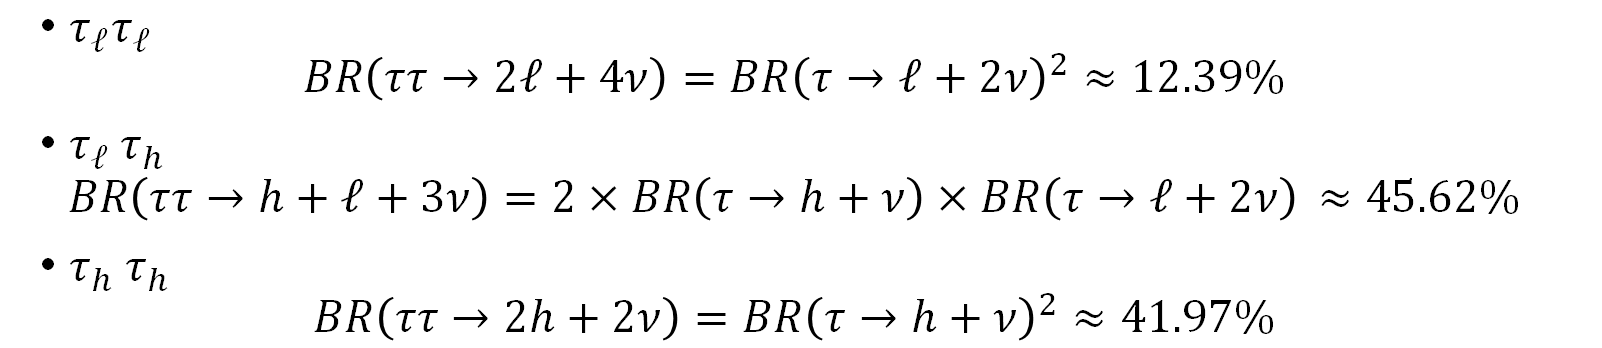 • τ_ℓ τ_ℓ
BR(ττ → 2ℓ + 4ν) = BR(τ → ℓ + 2ν)² ≈ 12.39%
• τ_ℓ τ_h
BR(ττ → h + ℓ + 3ν) = 2 × BR(τ → h + ν) × BR(τ → ℓ + 2ν) ≈ 45.62%
• τ_h τ_h
BR(ττ → 2h + 2ν) = BR(τ → h + ν)² ≈ 41.97%